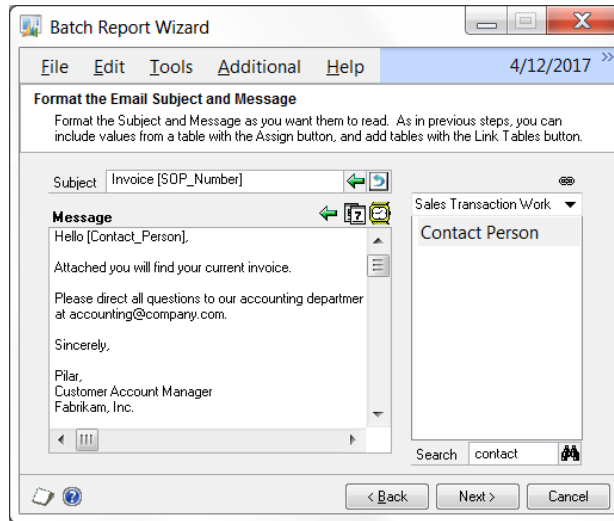 Batch Report Wizard
File Edit Tools Additional Help 4/12/2017
Format the Email Subject and Message
Format the Subject and Message as you want them to read. As in previous steps, you can
include values from a table with the Assign button, and add tables with the Link Tables button.
Subject Invoice [SOP_Number]
Message
Sales Transaction Work
Hello [Contact_Person],
Contact Person
Attached you will find your current invoice.
Please direct all questions to our accounting departmer
at accounting@company.com.
Sincerely,
Pilar,
Customer Account Manager
Fabrikam, Inc.
Search contact
< Back Next > Cancel